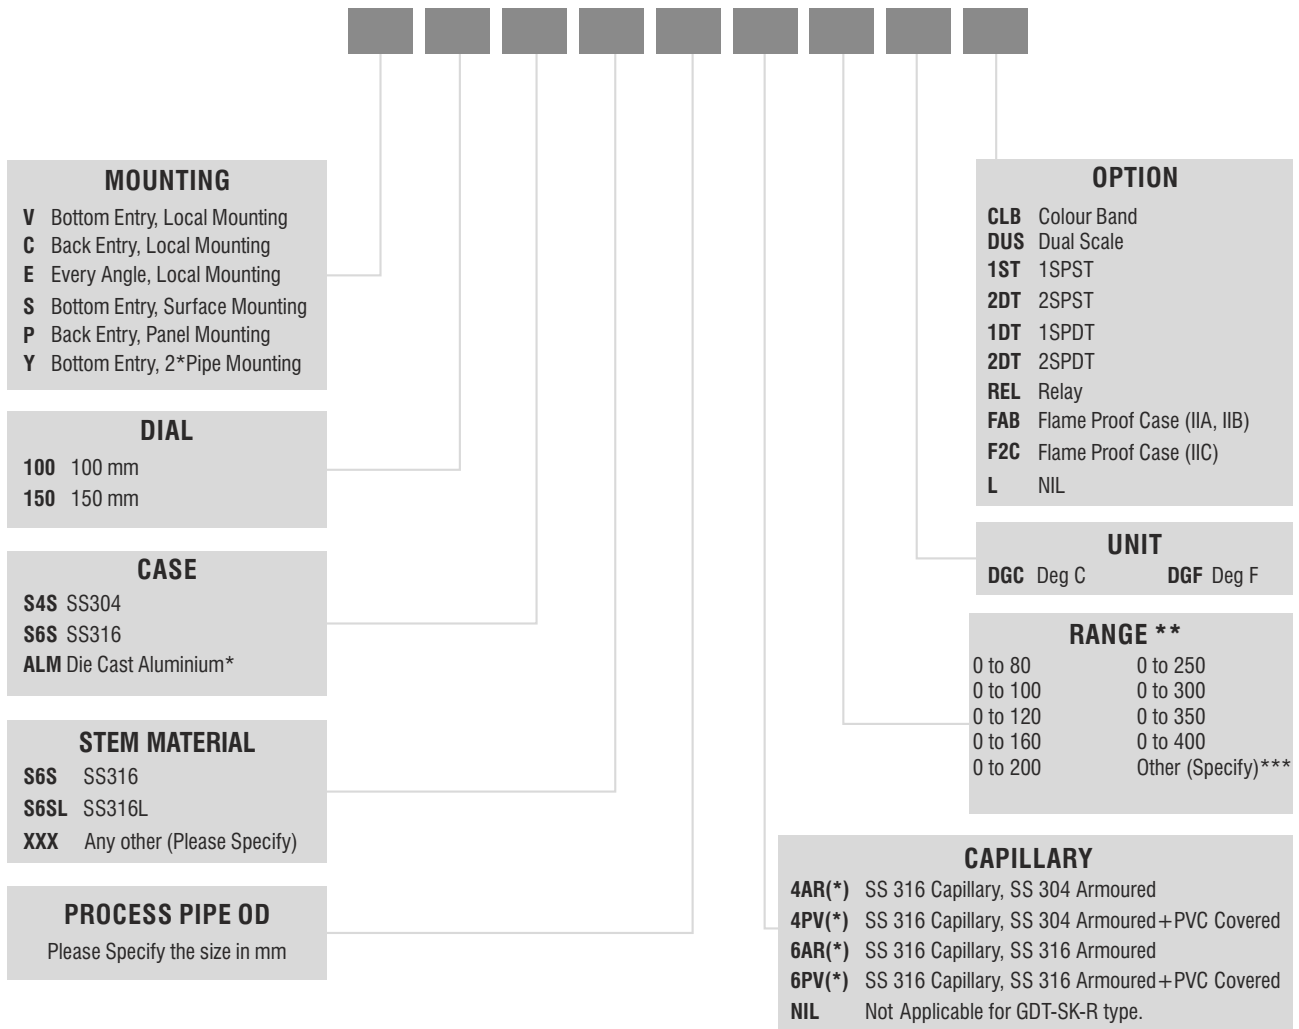 MOUNTING
V Bottom Entry, Local Mounting
C Back Entry, Local Mounting
E Every Angle, Local Mounting
S Bottom Entry, Surface Mounting
P Back Entry, Panel Mounting
Y Bottom Entry, 2*Pipe Mounting
DIAL
100 100 mm
150 150 mm
CASE
S4S SS304
S6S SS316
ALM Die Cast Aluminium*
STEM MATERIAL
S6S SS316
S6SL SS316L
XXX Any other (Please Specify)
PROCESS PIPE OD
Please Specify the size in mm
OPTION
CLB Colour Band
DUS Dual Scale
1ST 1SPST
2DT 2SPST
1DT 1SPDT
2DT 2SPDT
REL Relay
FAB Flame Proof Case (IIA, IIB)
F2C Flame Proof Case (IIC)
L NIL
UNIT
DGC Deg C DGF Deg F
RANGE **
0 to 80 0 to 250
0 to 100 0 to 300
0 to 120 0 to 350
0 to 160 0 to 400
0 to 200 Other (Specify)***
CAPILLARY
4AR(*) SS 316 Capillary, SS 304 Armoured
4PV(*) SS 316 Capillary, SS 304 Armoured+PVC Covered
6AR(*) SS 316 Capillary, SS 316 Armoured
6PV(*) SS 316 Capillary, SS 316 Armoured+PVC Covered
NIL Not Applicable for GDT-SK-R type.